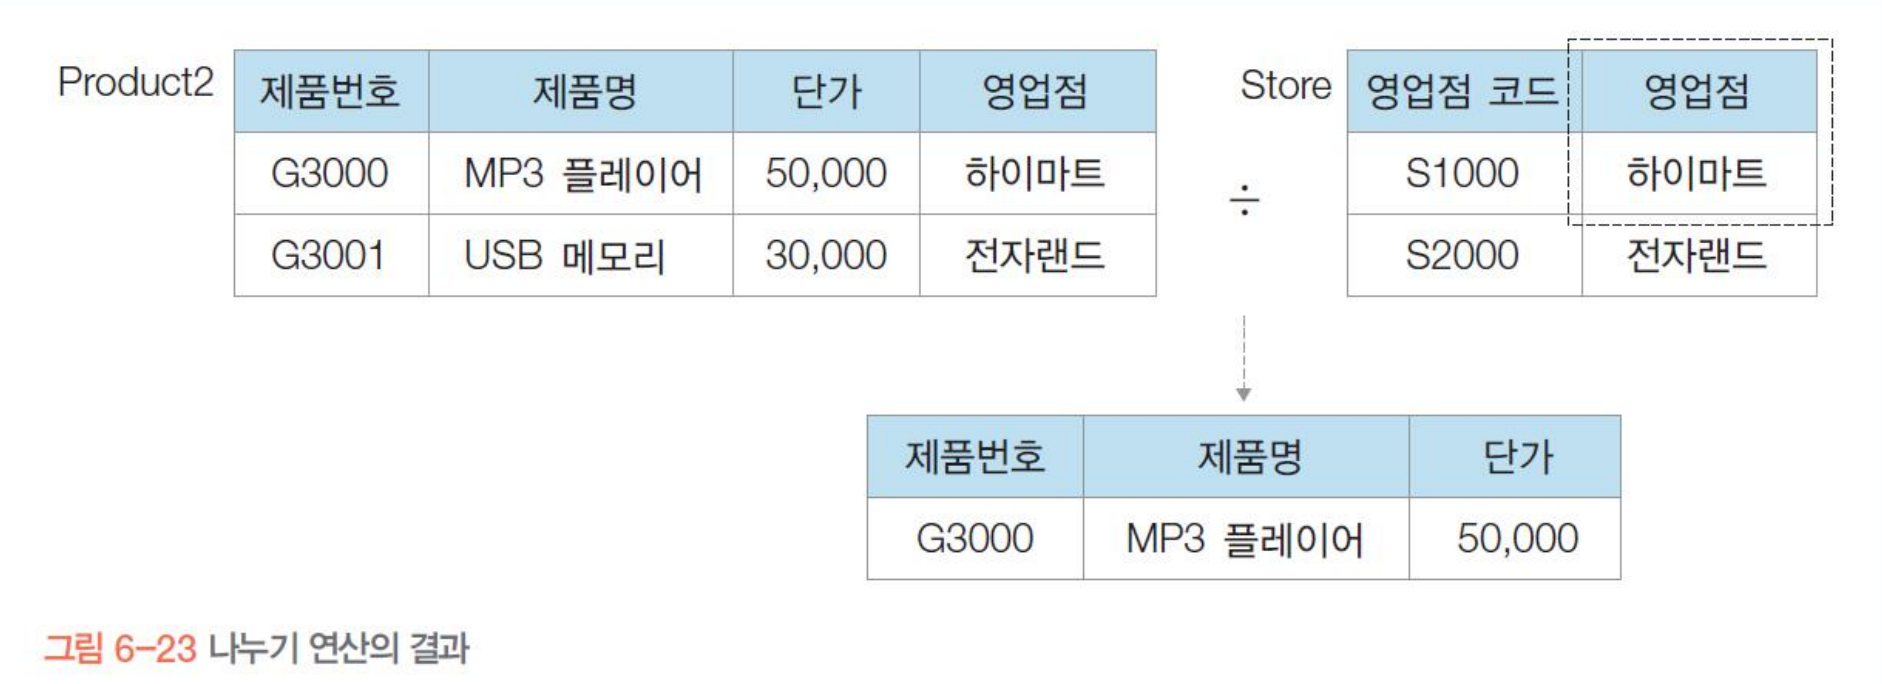 Product2
제품번호 제품명 단가 영업점
G3000 MP3 플레이어 50,000 하이마트
G3001 USB 메모리 30,000 전자랜드
÷
Store
영업점 코드 영업점
S1000 하이마트
S2000 전자랜드
제품번호 제품명 단가
G3000 MP3 플레이어 50,000
그림 6-23 나누기 연산의 결과